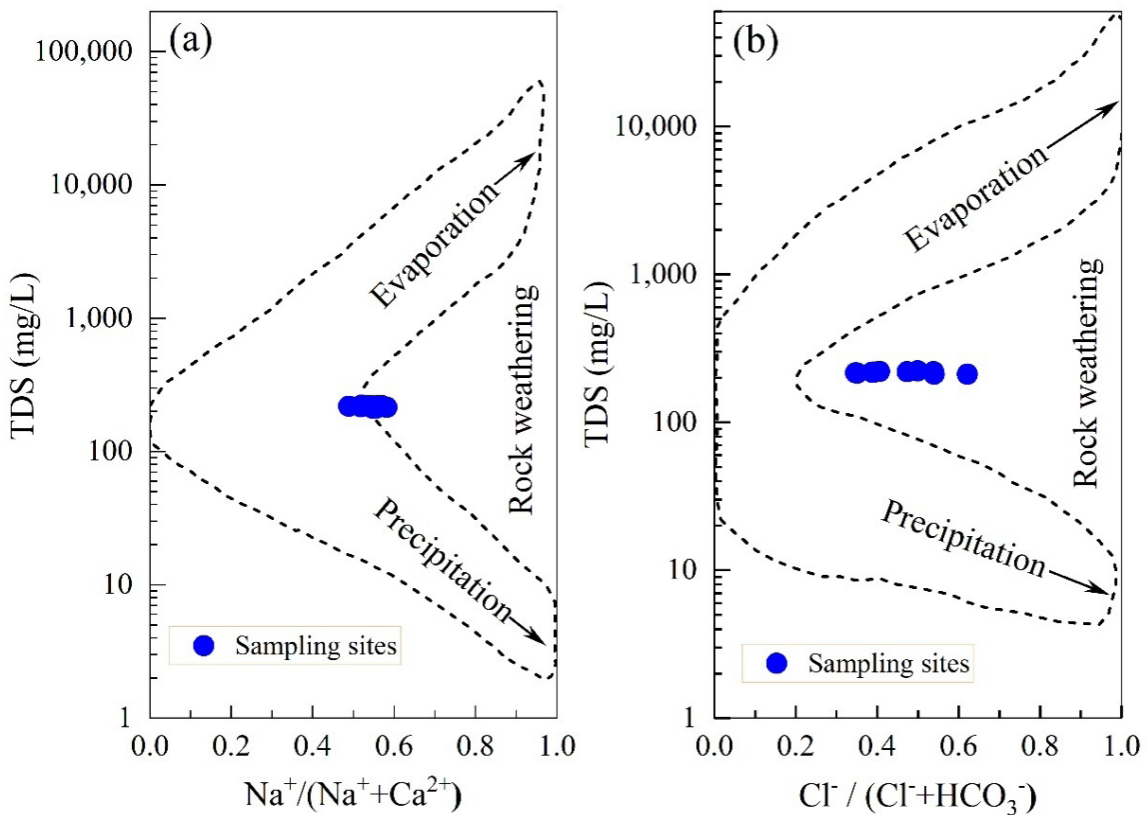 (a)
100,000
10,000
1,000
100
10
1
TDS (mg/L)
Evaporation
Rock weathering
Precipitation
Sampling sites
0.0 0.2 0.4 0.6 0.8 1.0
Na⁺/(Na⁺+Ca²⁺)
(b)
10,000
1,000
100
10
1
TDS (mg/L)
Evaporation
Rock weathering
Precipitation
Sampling sites
0.0 0.2 0.4 0.6 0.8 1.0
Cl⁻ / (Cl⁻+HCO₃⁻)